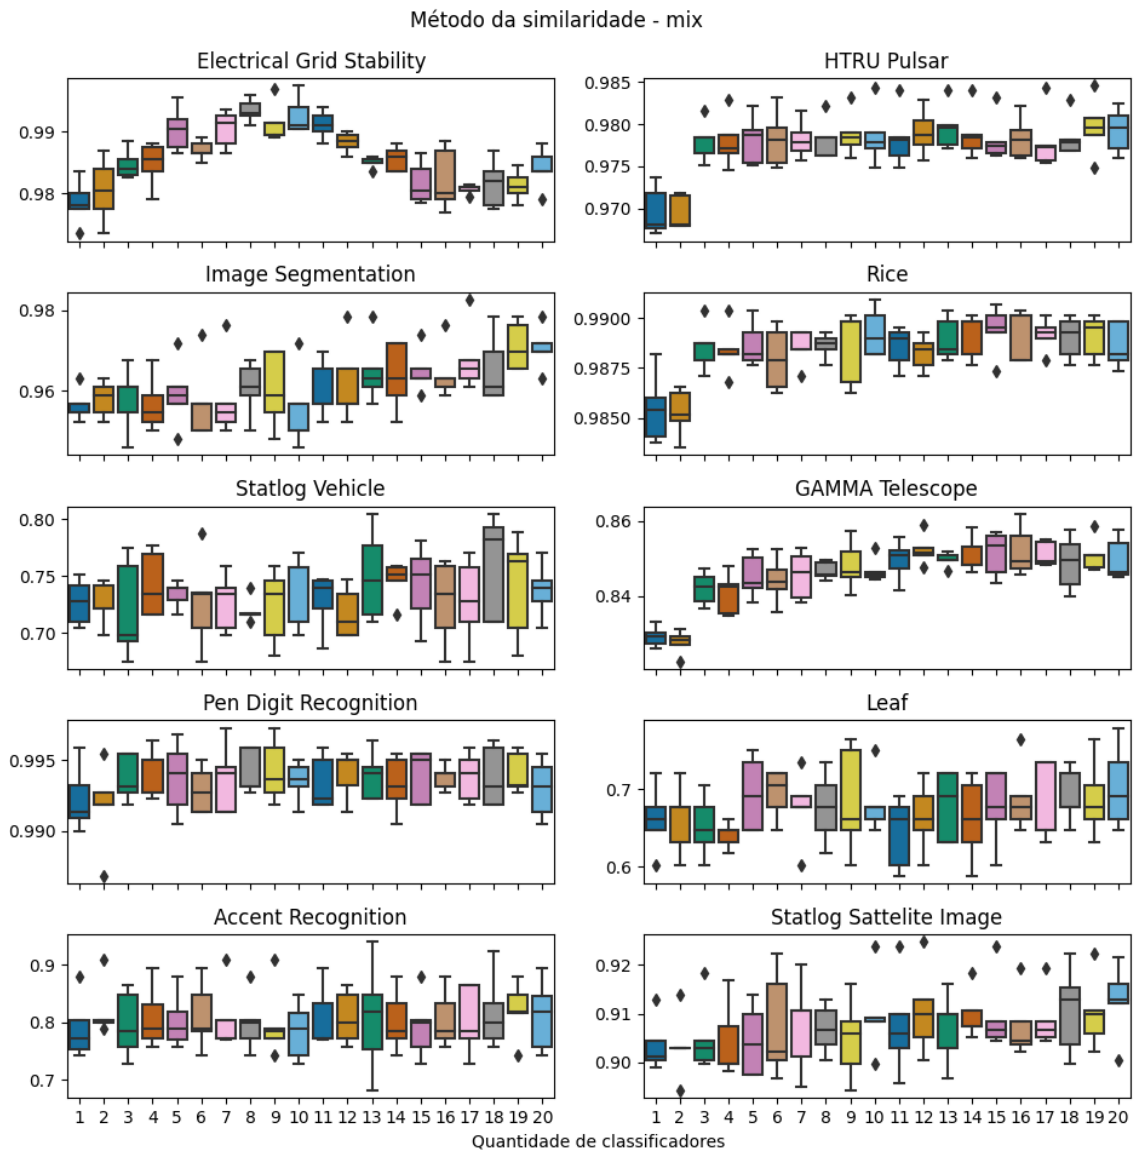 Método da similaridade - mix
Electrical Grid Stability
0.99
0.98
HTRU Pulsar
0.985
0.980
0.975
0.970
Image Segmentation
0.98
0.96
Rice
0.9900
0.9875
0.9850
Statlog Vehicle
0.80
0.75
0.70
GAMMA Telescope
0.86
0.84
Pen Digit Recognition
0.995
0.990
Leaf
0.7
0.6
Accent Recognition
0.9
0.8
0.7
1 2 3 4 5 6 7 8 9 10 11 12 13 14 15 16 17 18 19 20
Statlog Sattelite Image
0.92
0.91
0.90
1 2 3 4 5 6 7 8 9 10 11 12 13 14 15 16 17 18 19 20
Quantidade de classificadores